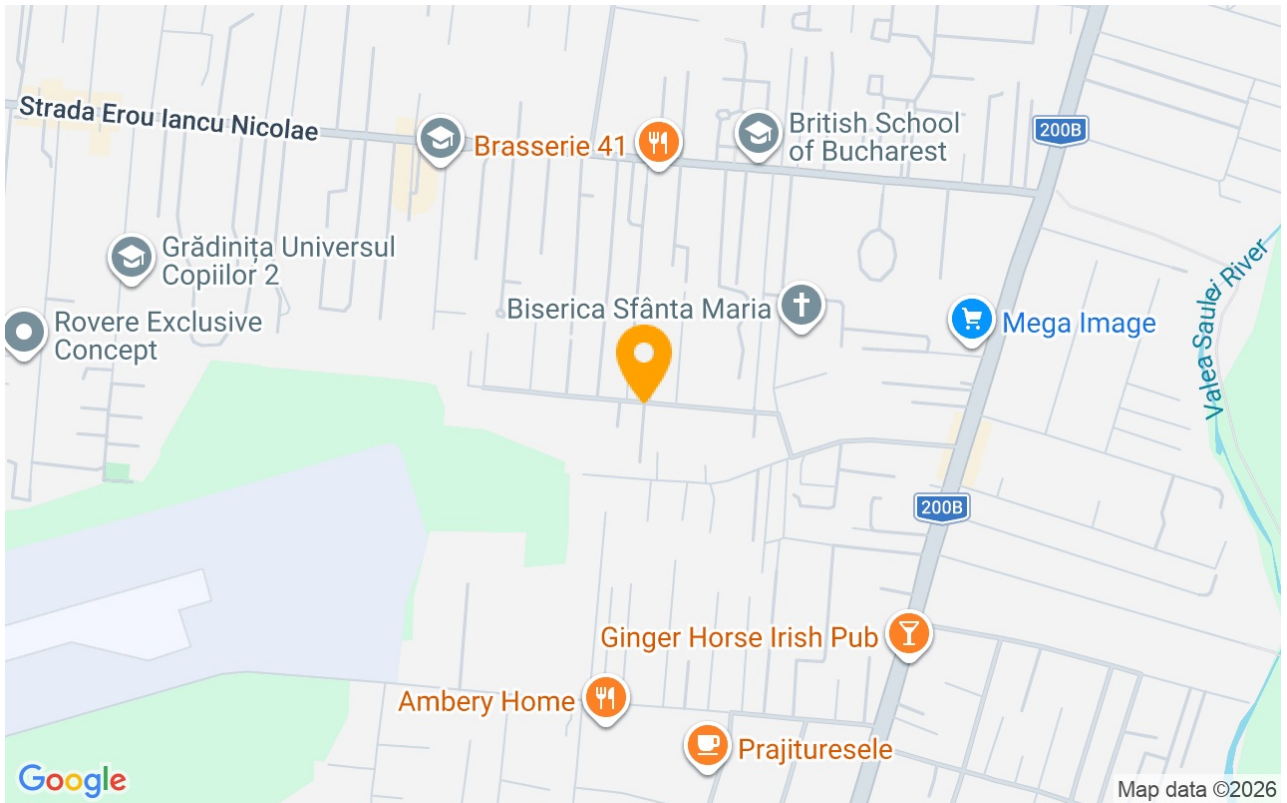 Strada Erou Iancu Nicolae
Brasserie 41
British School
of Bucharest
200B
Grădinița Universul
Copiilor 2
Valea Saulei River
Biserica Sfânta Maria
Rovere Exclusive
Concept
Mega Image
200B
Ginger Horse Irish Pub
Ambery Home
Prajituresele
Google
Map data ©2026